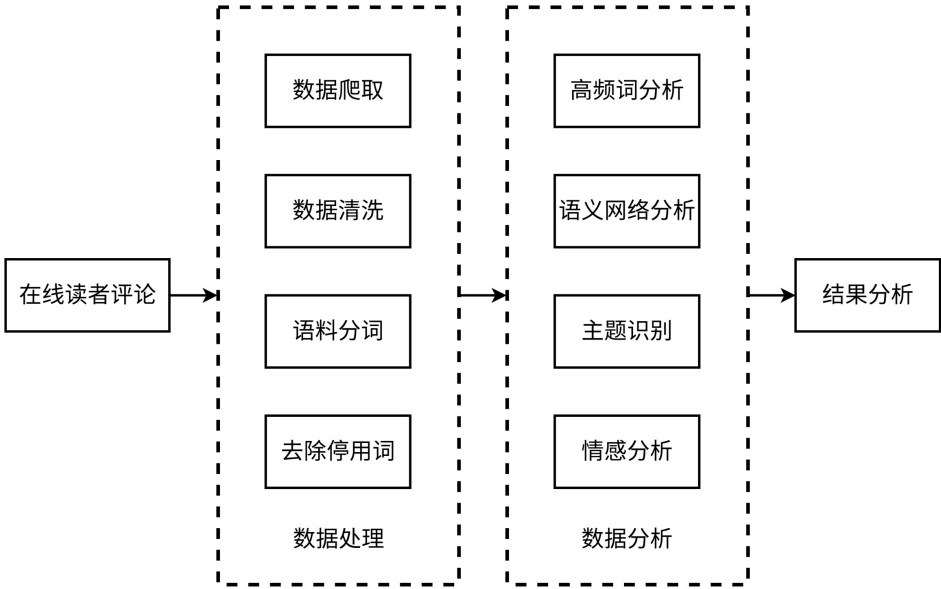 在线读者评论
数据爬取
数据清洗
语料分词
去除停用词
数据处理
高频词分析
语义网络分析
主题识别
情感分析
数据分析
结果分析